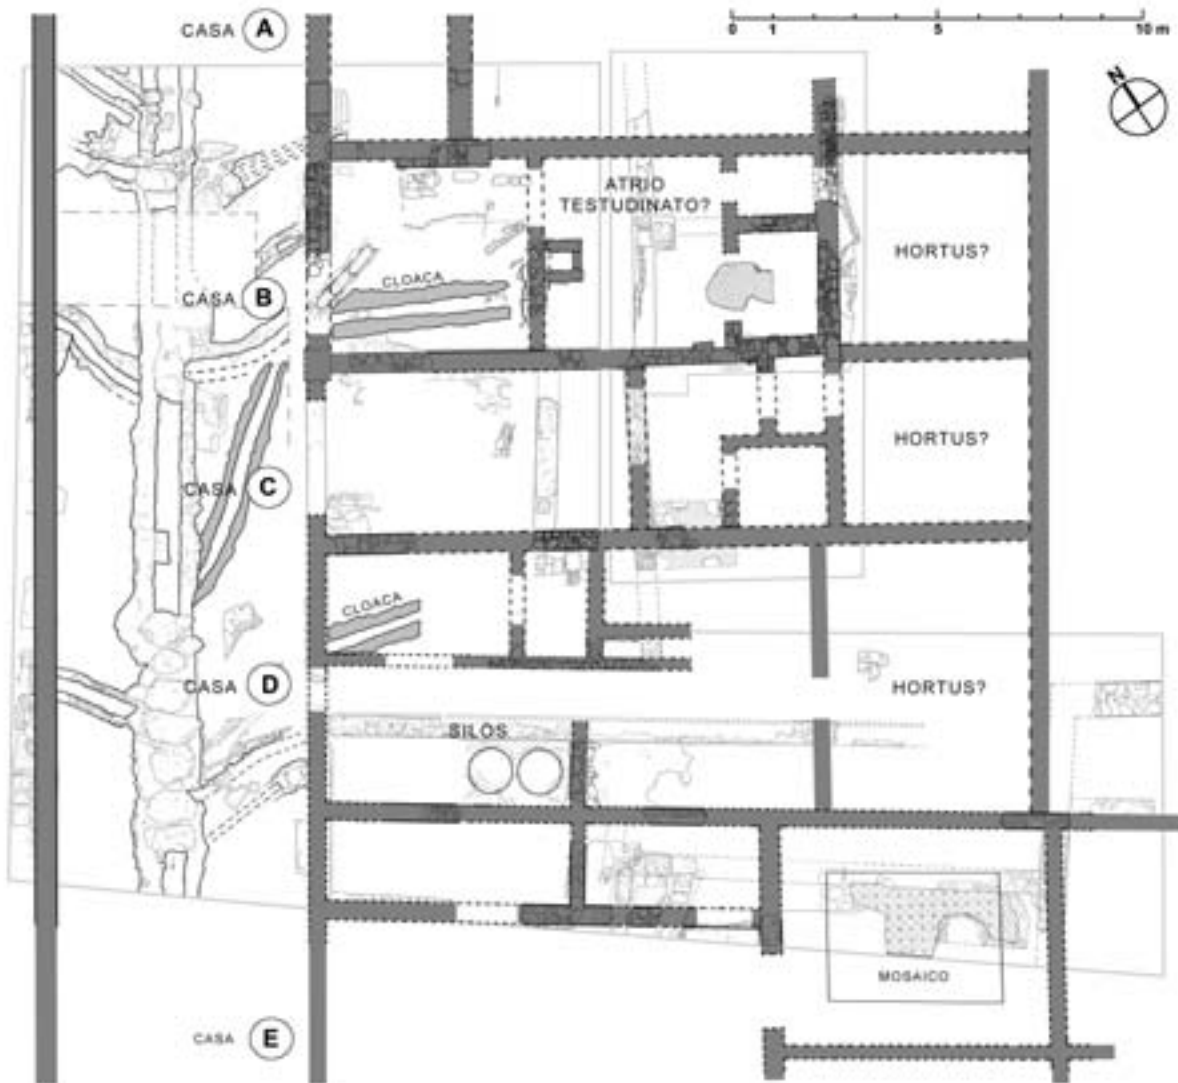 CASA A
0 1 5 10 m
N
ATRIO
TESTUDINATO?
HORTUS?
CLOACA
CASA B
HORTUS?
CASA C
CLOACA
CASA D
HORTUS?
SILOS
MOSAICO
CASA E